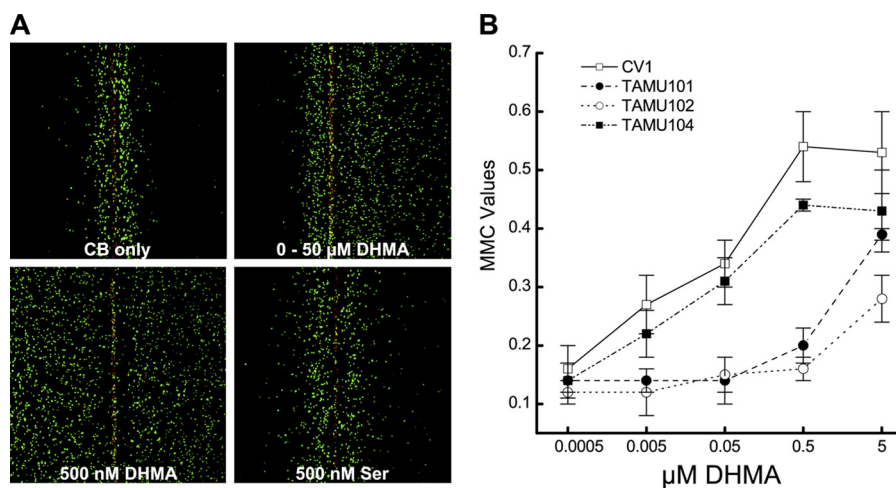 A
CB only
0 - 50 µM DHMA
500 nM DHMA
500 nM Ser
B
0.7
0.6
0.5
0.4
0.3
0.2
0.1
MMC Values
CV1
TAMU101
TAMU102
TAMU104
0.0005 0.005 0.05 0.5 5
µM DHMA